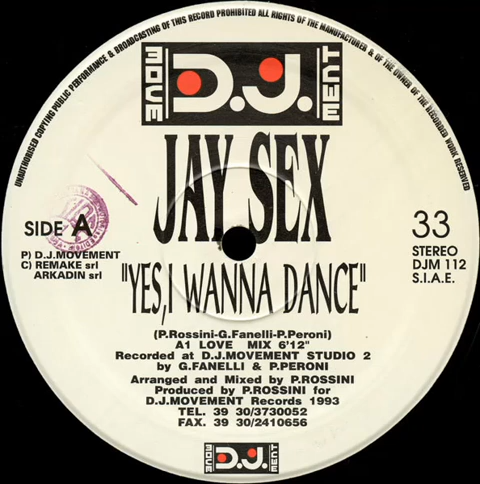 UNAUTHORISED COPYING PUBLIC PERFORMANCE & BROADCASTING OF THIS RECORD PROHIBITED ALL RIGHTS OF THE MANUFACTURER & OF THE OWNER OF THE RECORDED WORK RESERVED
MOVE D.J. MENT
JAY SEX
SIDE A
33
P) D.J.MOVEMENT
C) REMAKE srl
ARKADIN srl
STEREO
DJM 112
S.I.A.E.
"YES, I WANNA DANCE"
(P.Rossini-G.Fanelli-P.Peroni)
A1 LOVE MIX 6'12"
Recorded at D.J.MOVEMENT STUDIO 2
by G.FANELLI & P.PERONI
Arranged and Mixed by P.ROSSINI
Produced by P.ROSSINI for
D.J.MOVEMENT Records 1993
TEL. 39 30/3730052
FAX. 39 30/2410656
MOVE D.J. MENT